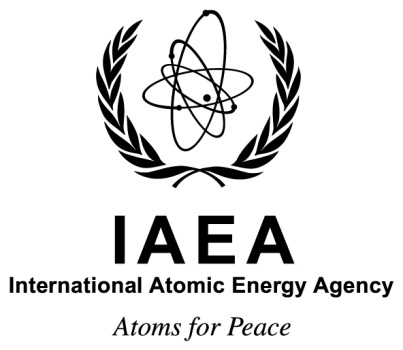 IAEA
International Atomic Energy Agency
Atoms for Peace